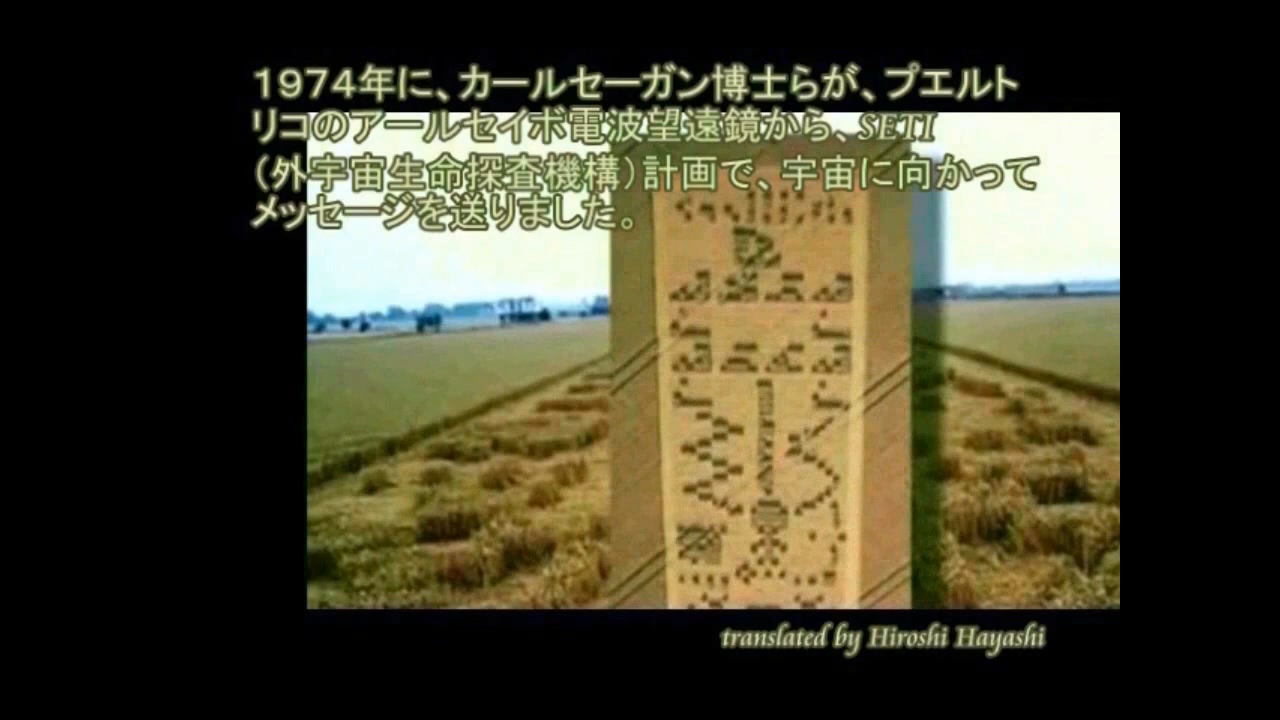 １９７４年に、カールセーガン博士らが、プエルト
リコのアールセイボ電波望遠鏡から、SETI
（外宇宙生命探査機構）計画で、宇宙に向かって
メッセージを送りました。
translated by Hiroshi Hayashi